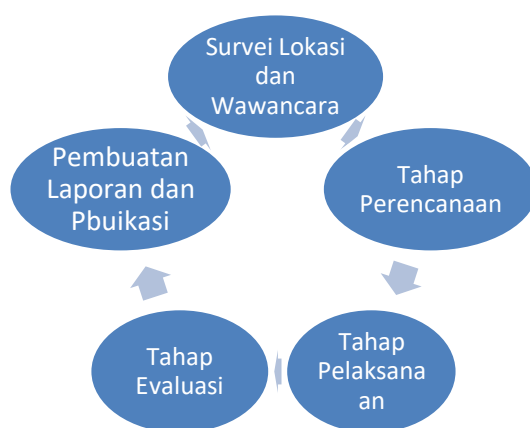 Survei Lokasi
dan
Wawancara
Tahap
Perencanaan
Tahap
Pelaksana
an
Tahap
Evaluasi
Pembuatan
Laporan dan
Pbuikasi